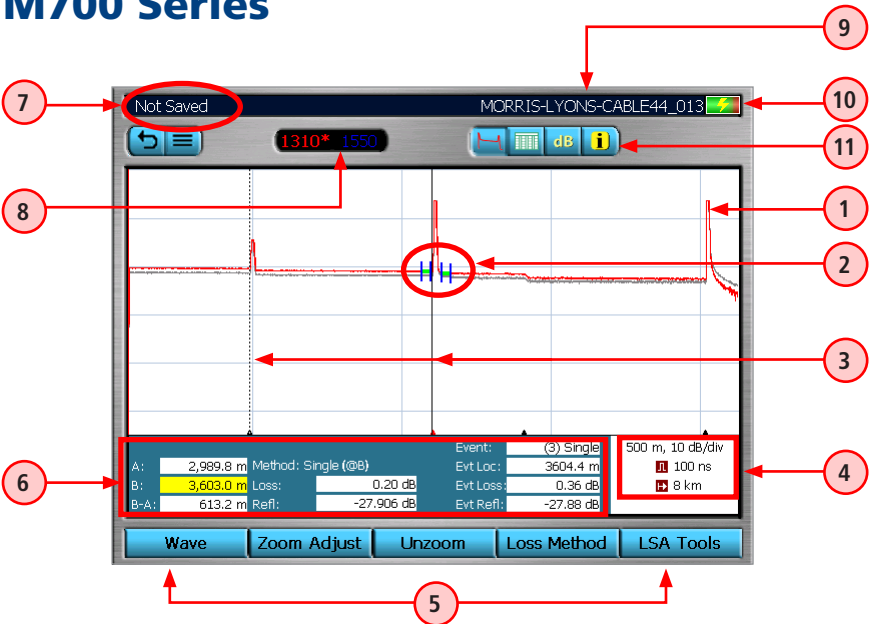 M700 Series
9
7
Not Saved
MORRIS-LYONS-CABLE44_013
10
1310* 1550
dB
i
11
8
1
2
3
6
A: 2,989.8 m Method: Single (@B)
B: 3,603.0 m Loss: 0.20 dB
B-A: 613.2 m Refl: -27.906 dB
Event: (3) Single
Evt Loc: 3604.4 m
Evt Loss: 0.36 dB
Evt Refl: -27.88 dB
500 m, 10 dB/div
100 ns
8 km
4
Wave Zoom Adjust Unzoom Loss Method LSA Tools
5